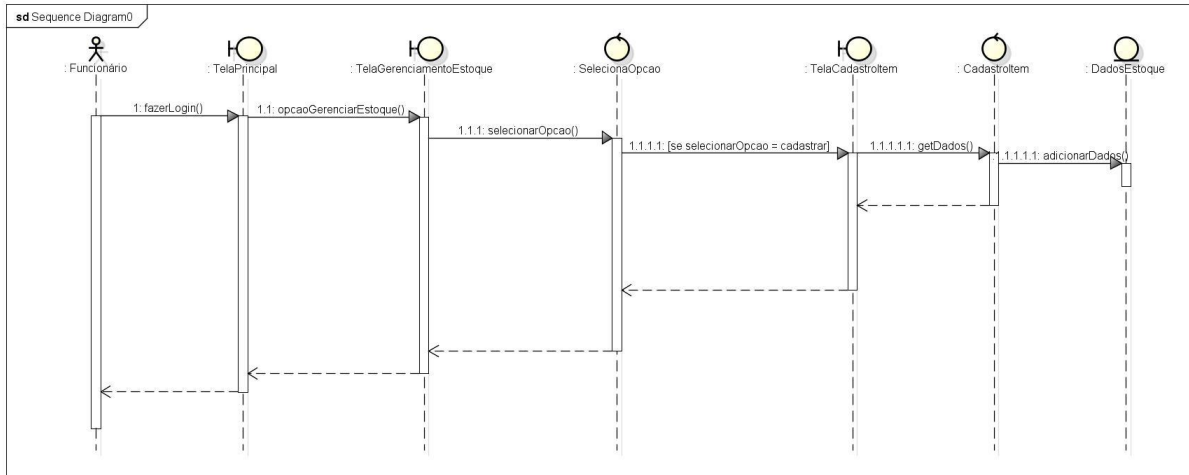 sd Sequence Diagram0
: Funcionário
: TelaPrincipal
: TelaGerenciamentoEstoque
: SelecionaOpcao
: TelaCadastroItem
: CadastroItem
: DadosEstoque
1: fazerLogin()
1.1: opcaoGerenciarEstoque()
1.1.1: selecionarOpcao()
1.1.1.1: [se selecionarOpcao = cadastrar]
1.1.1.1.1: getDados()
1.1.1.1.1: adicionarDados()